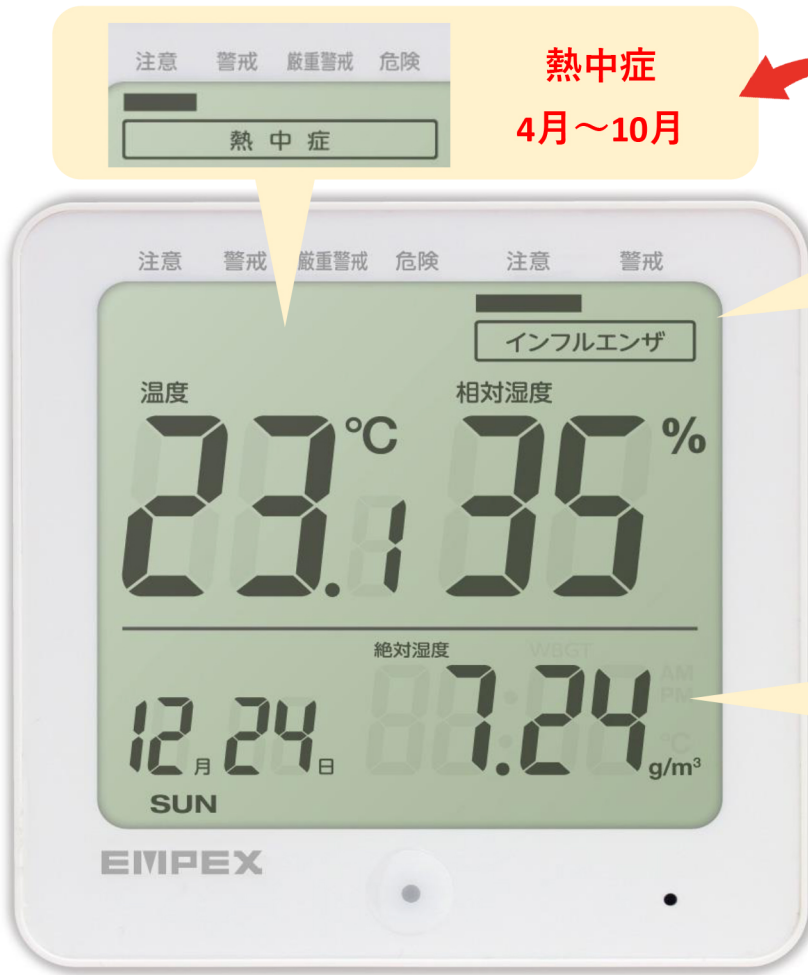 注意 警戒 厳重警戒 危険
熱中症
熱中症
4月～10月
注意 警戒 厳重警戒 危険 注意 警戒
インフルエンザ
温度 相対湿度
23.1 ℃ 35 %
絶対湿度 WBGT
AM
PM
℃
12月 24日 7.24 g/m³
SUN
EMPEX